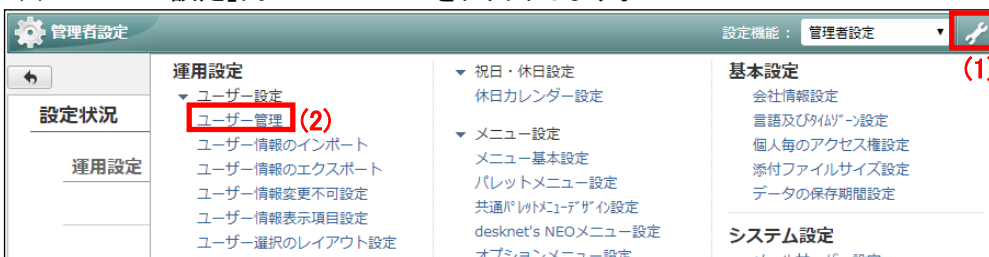 管理者設定
設定機能： 管理者設定
(1)
設定状況
運用設定
運用設定
ユーザー設定
ユーザー管理 (2)
ユーザー情報のインポート
ユーザー情報のエクスポート
ユーザー情報変更不可設定
ユーザー情報表示項目設定
ユーザー選択のレイアウト設定
祝日・休日設定
休日カレンダー設定
メニュー設定
メニュー基本設定
パレットメニュー設定
共通ﾊﾟﾚｯﾄﾒﾆｭｰﾃﾞｻﾞｲﾝ設定
desknet's NEOメニュー設定
オプションメニュー設定
基本設定
会社情報設定
言語及びﾀｲﾑｿﾞｰﾝ設定
個人毎のアクセス権設定
添付ファイルサイズ設定
データの保存期間設定
システム設定